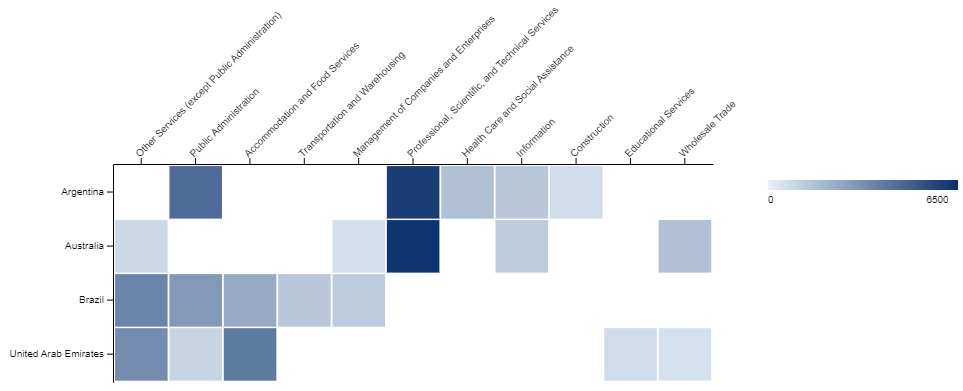 Other Services (except Public Administration)
Public Administration
Accommodation and Food Services
Transportation and Warehousing
Management of Companies and Enterprises
Professional, Scientific, and Technical Services
Health Care and Social Assistance
Information
Construction
Educational Services
Wholesale Trade
Argentina
Australia
Brazil
United Arab Emirates
0
6500